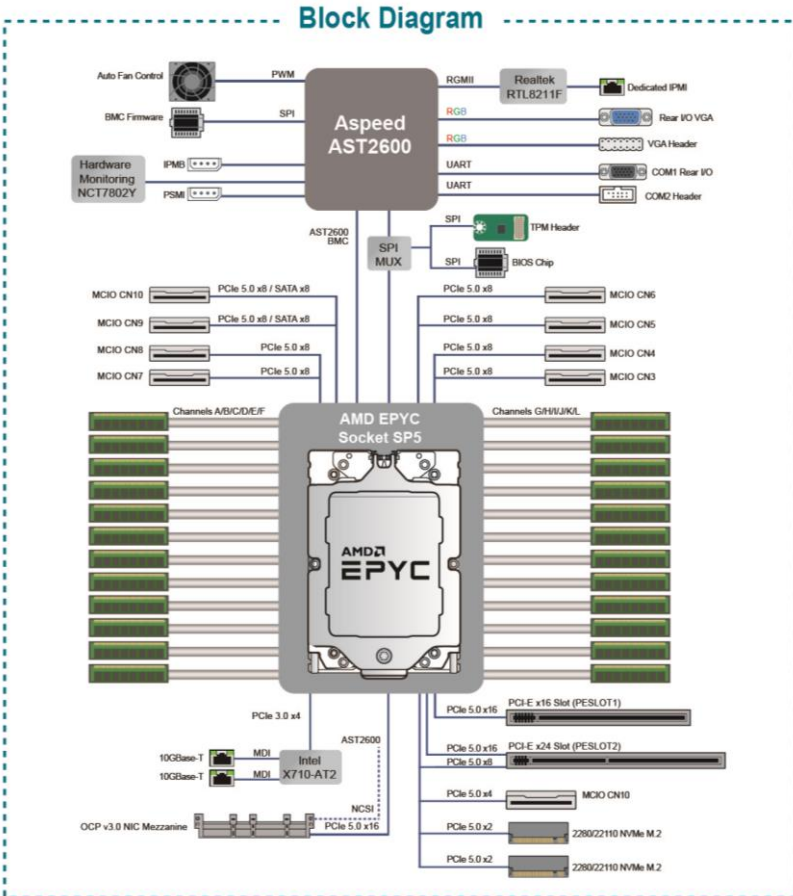 Block Diagram
Auto Fan Control
PWM
BMC Firmware
SPI
Hardware
Monitoring
NCT7802Y
IPMB
PSMI
Aspeed
AST2600
RGMII
Realtek
RTL8211F
Dedicated IPMI
RGB
Rear I/O VGA
RGB
VGA Header
UART
COM1 Rear I/O
UART
COM2 Header
AST2600
BMC
SPI
MUX
SPI
TPM Header
SPI
BIOS Chip
MCIO CN10
PCIe 5.0 x8 / SATA x8
MCIO CN9
PCIe 5.0 x8 / SATA x8
MCIO CN8
PCIe 5.0 x8
MCIO CN7
PCIe 5.0 x8
PCIe 5.0 x8
MCIO CN6
PCIe 5.0 x8
MCIO CN5
PCIe 5.0 x8
MCIO CN4
PCIe 5.0 x8
MCIO CN3
Channels A/B/C/D/E/F
AMD EPYC
Socket SP5
Channels G/H/I/J/K/L
AMD
EPYC
PCIe 3.0 x4
10GBase-T
MDI
10GBase-T
MDI
Intel
X710-AT2
AST2600
NCSI
OCP v3.0 NIC Mezzanine
PCIe 5.0 x16
PCIe 5.0 x16
PCI-E x16 Slot (PESLOT1)
PCIe 5.0 x16
PCIe 5.0 x8
PCI-E x24 Slot (PESLOT2)
PCIe 5.0 x4
MCIO CN10
PCIe 5.0 x2
2280/22110 NVMe M.2
PCIe 5.0 x2
2280/22110 NVMe M.2